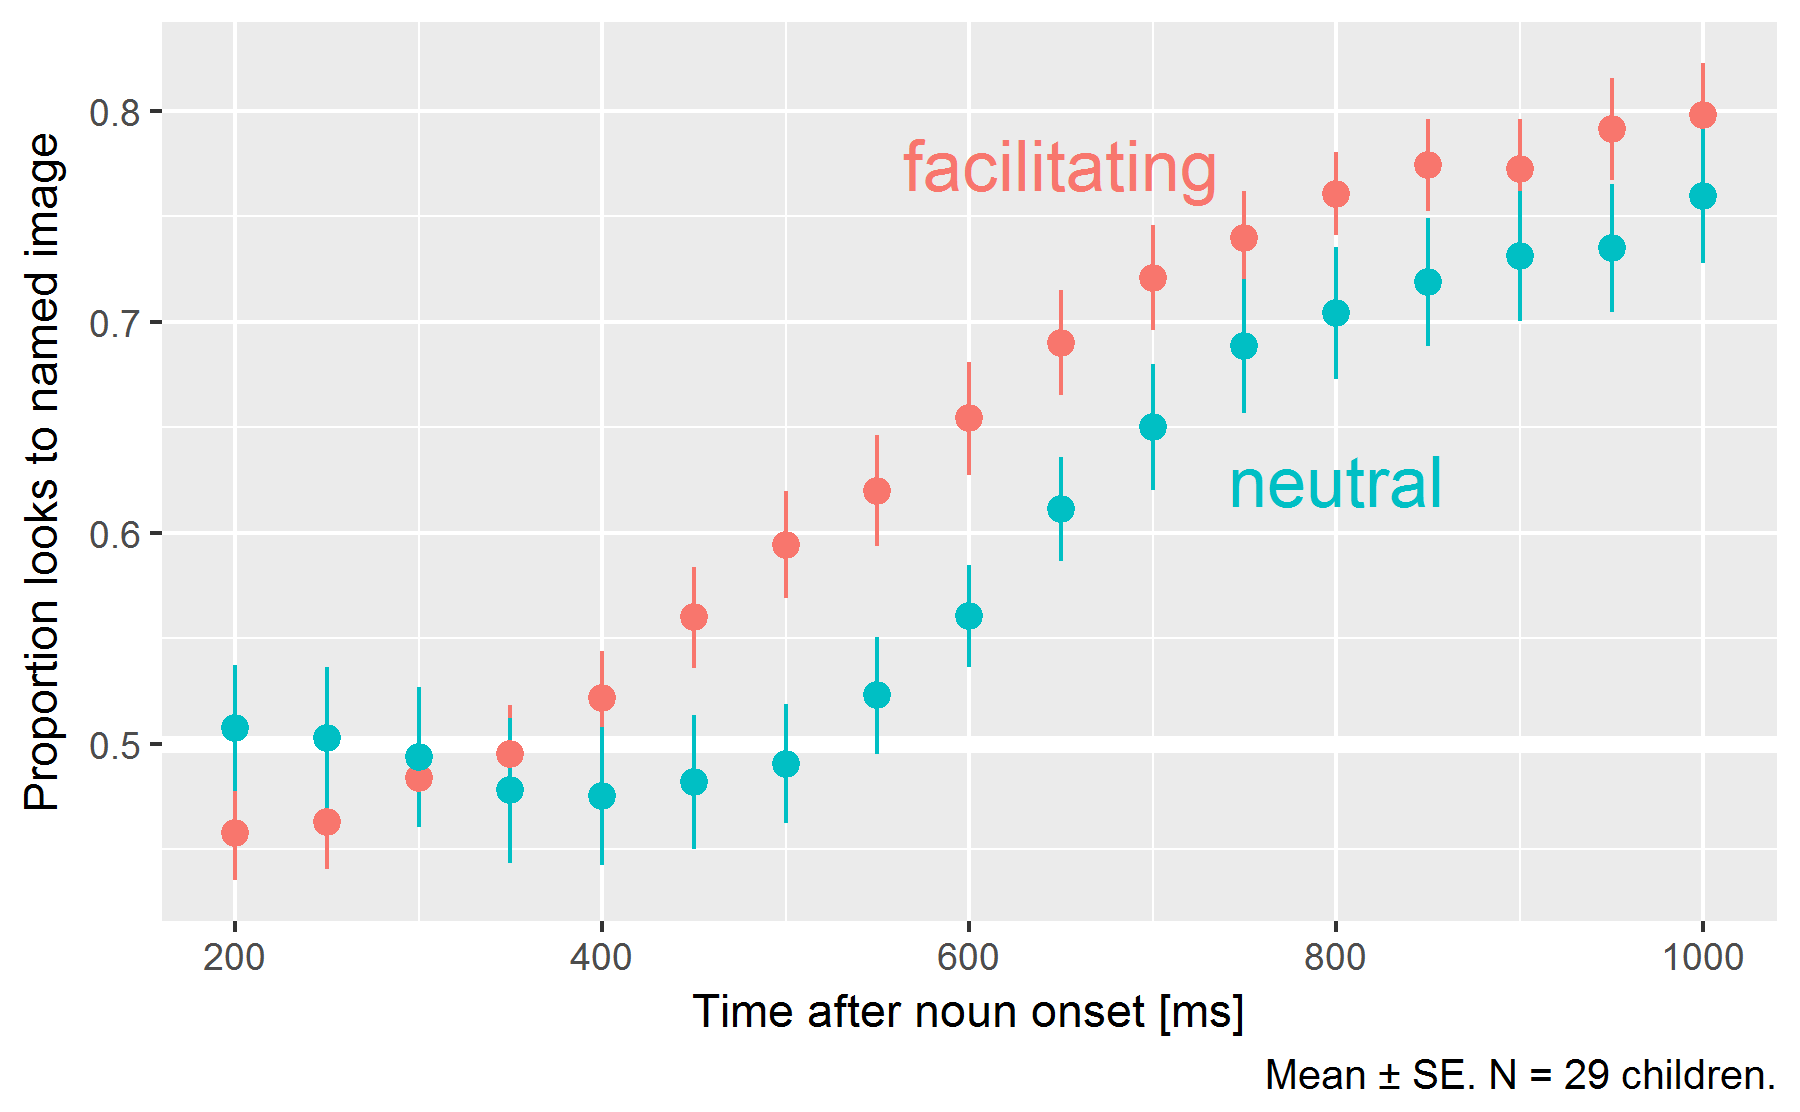 Proportion looks to named image
0.8
0.7
0.6
0.5
facilitating
neutral
200 400 600 800 1000
Time after noun onset [ms]
Mean ± SE. N = 29 children.